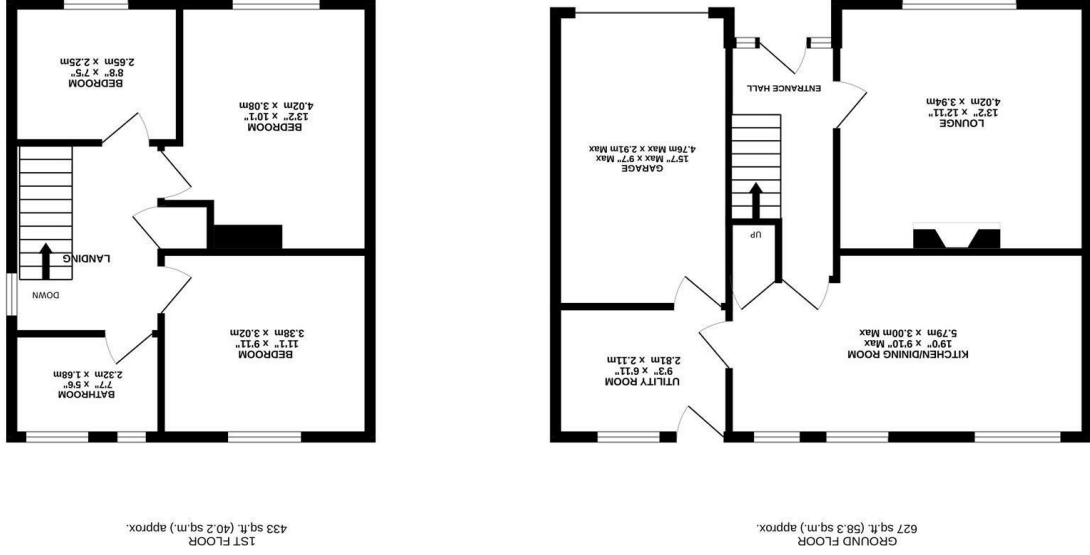 GROUND FLOOR
627 sq.ft. (58.3 sq.m.) approx.
1ST FLOOR
433 sq.ft. (40.2 sq.m.) approx.
KITCHEN/DINING ROOM
19'0" x 9'10" Max
5.79m x 3.00m Max
UTILITY ROOM
9'3" x 6'11"
2.81m x 2.11m
UP
GARAGE
15'7" Max x 9'7" Max
4.76m Max x 2.91m Max
LOUNGE
13'2" x 12'11"
4.02m x 3.94m
ENTRANCE HALL
BATHROOM
7'7" x 5'6"
2.32m x 1.68m
BEDROOM
11'1" x 9'11"
3.38m x 3.02m
DOWN
LANDING
BEDROOM
13'2" x 10'1"
4.02m x 3.08m
BEDROOM
8'8" x 7'5"
2.65m x 2.25m